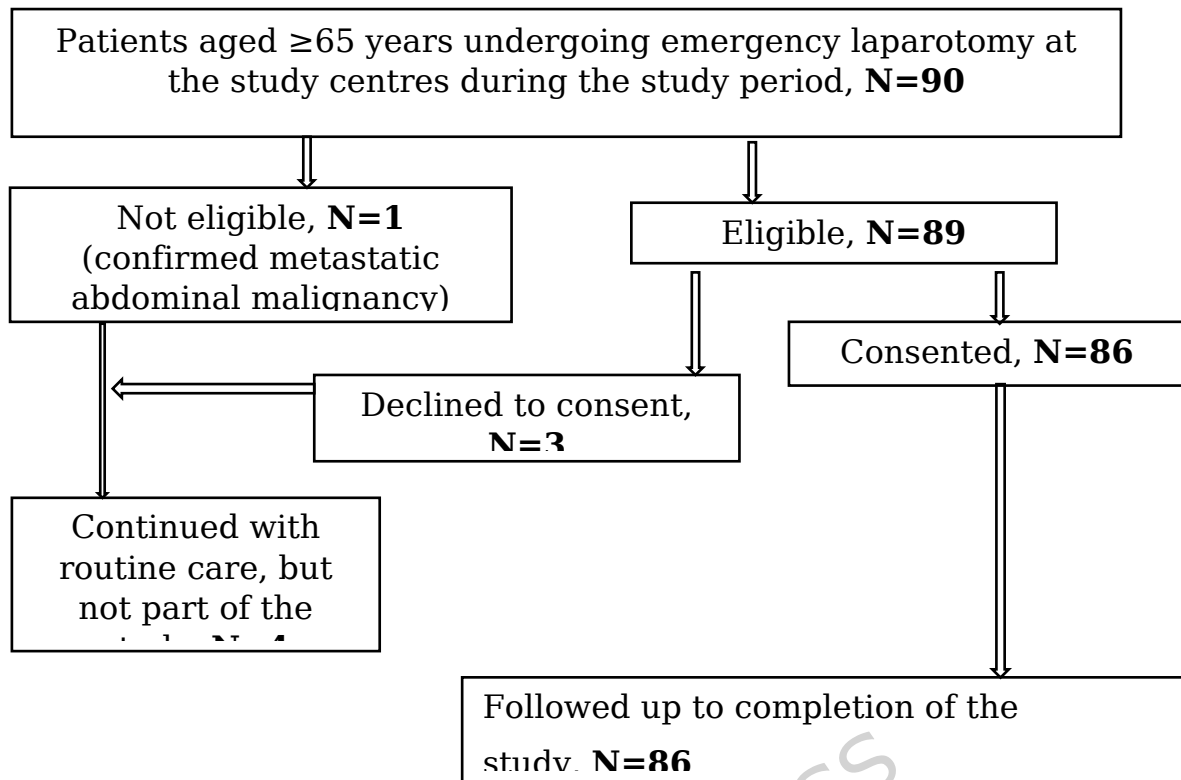 Patients aged ≥65 years undergoing emergency laparotomy at
the study centres during the study period, N=90
Not eligible, N=1
(confirmed metastatic
abdominal malignancy)
Eligible, N=89
Consented, N=86
Declined to consent,
N=3
Continued with
routine care, but
not part of the
Followed up to completion of the
study, N=86